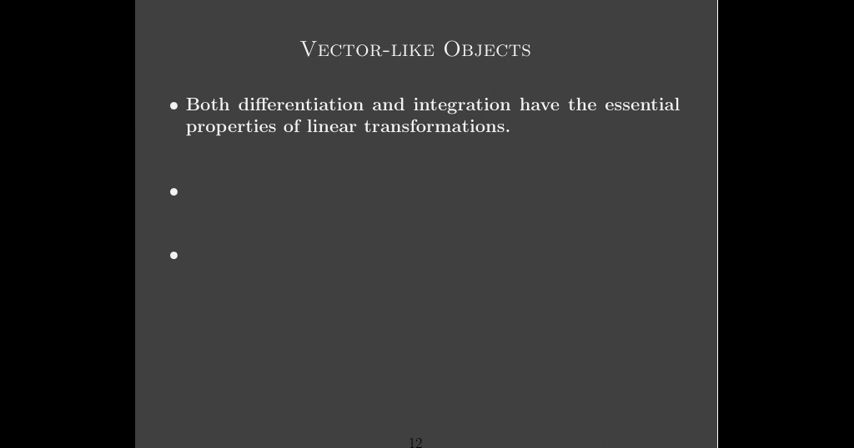 Vector-like Objects
• Both differentiation and integration have the essential
properties of linear transformations.
•
•
12